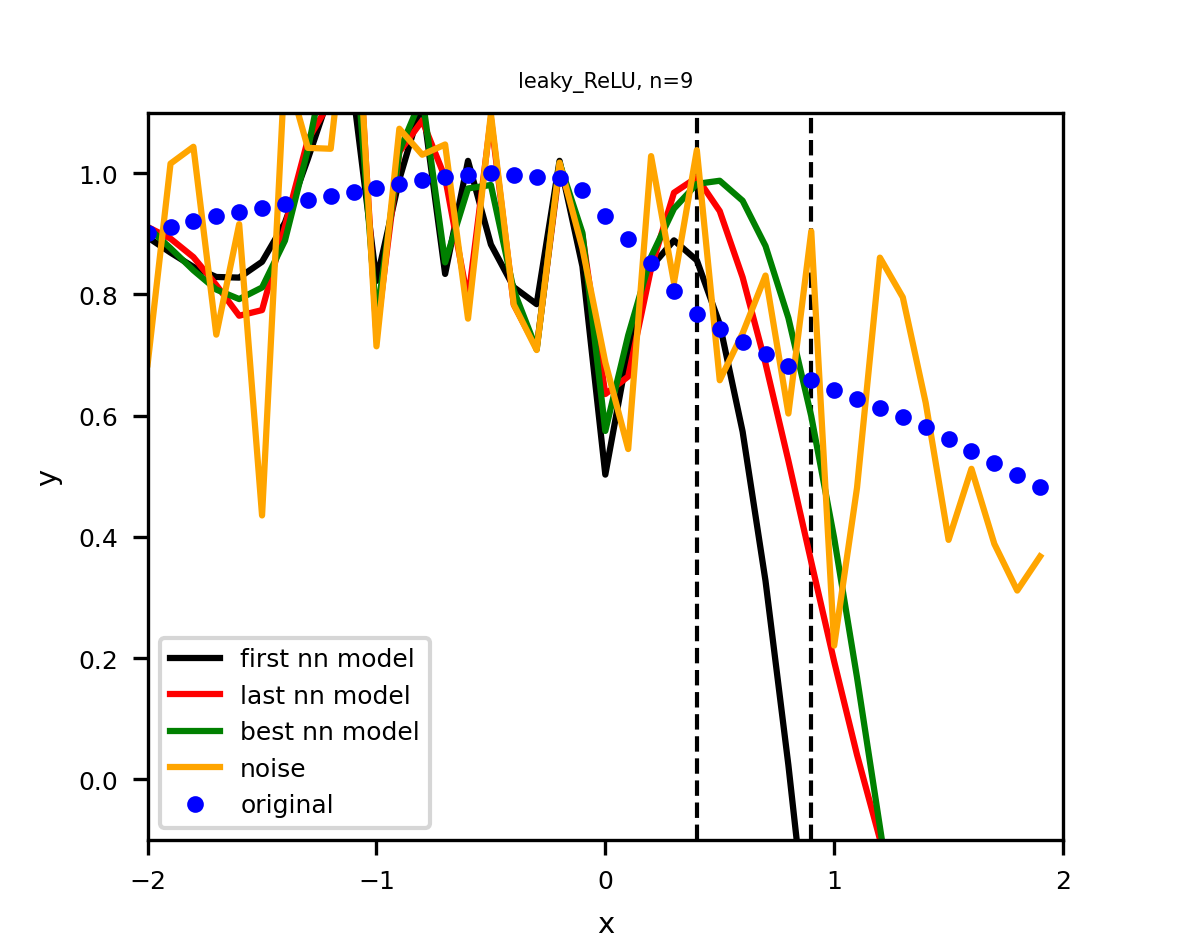 leaky_ReLU, n=9
y
1.0
0.8
0.6
0.4
0.2
0.0
first nn model
last nn model
best nn model
noise
original
−2
−1
0
1
2
x